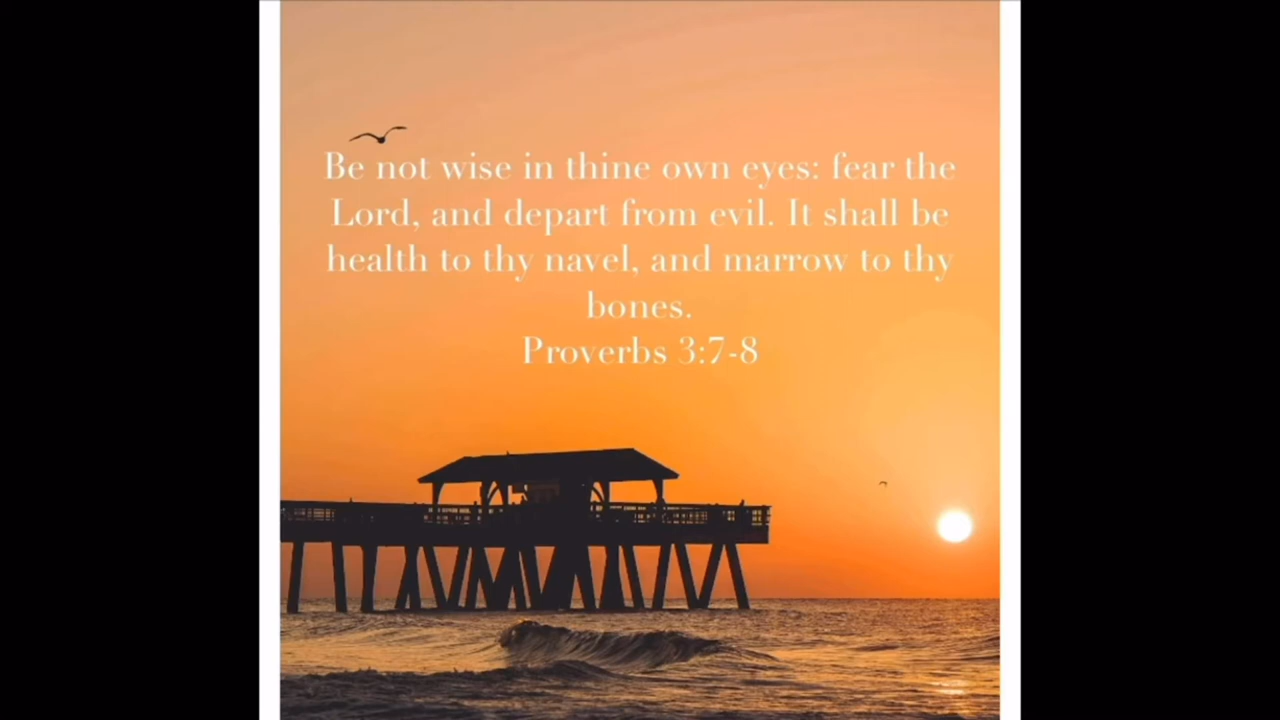 Be not wise in thine own eyes: fear the
Lord, and depart from evil. It shall be
health to thy navel, and marrow to thy
bones.
Proverbs 3:7-8